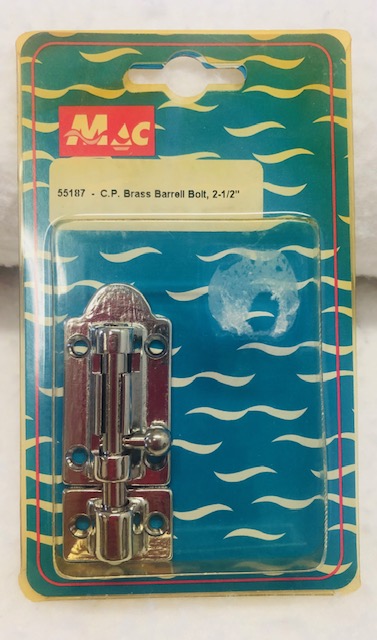 Mac
55187 - C.P. Brass Barrell Bolt, 2-1/2"